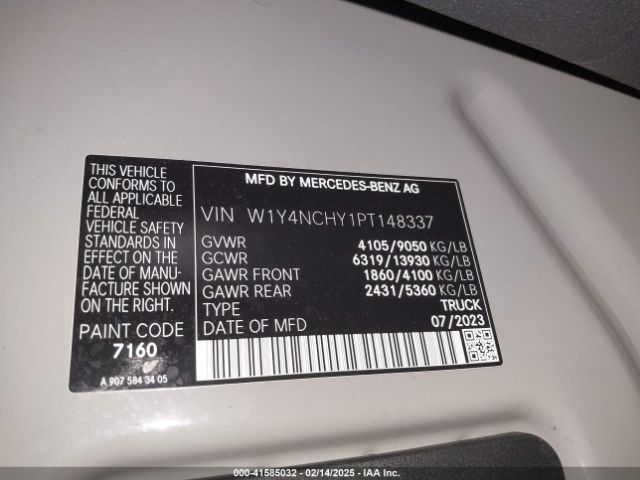 THIS VEHICLE
CONFORMS TO
ALL APPLICABLE
FEDERAL
VEHICLE SAFETY
STANDARDS IN
EFFECT ON THE
DATE OF MANU-
FACTURE SHOWN
ON THE RIGHT.
PAINT CODE
7160
A 907 584 34 05
MFD BY MERCEDES-BENZ AG
VIN W1Y4NCHY1PT148337
GVWR 4105/9050 KG/LB
GCWR 6319/13930 KG/LB
GAWR FRONT 1860/4100 KG/LB
GAWR REAR 2431/5360 KG/LB
TYPE TRUCK
DATE OF MFD 07/2023
000-41585032 - 02/14/2025 - IAA Inc.